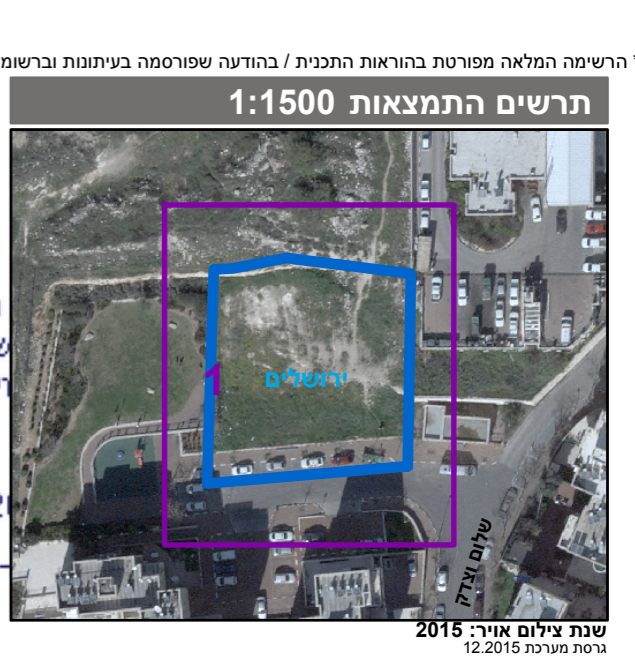 * הרשימה המלאה מפורטת בהוראות התכנית / בהודעה שפורסמה בעיתונות וברשומ
תרשים התמצאות 1:1500
1
ירושלים
שלום וצדק
שנת צילום אויר: 2015
גרסת מערכת 12.2015